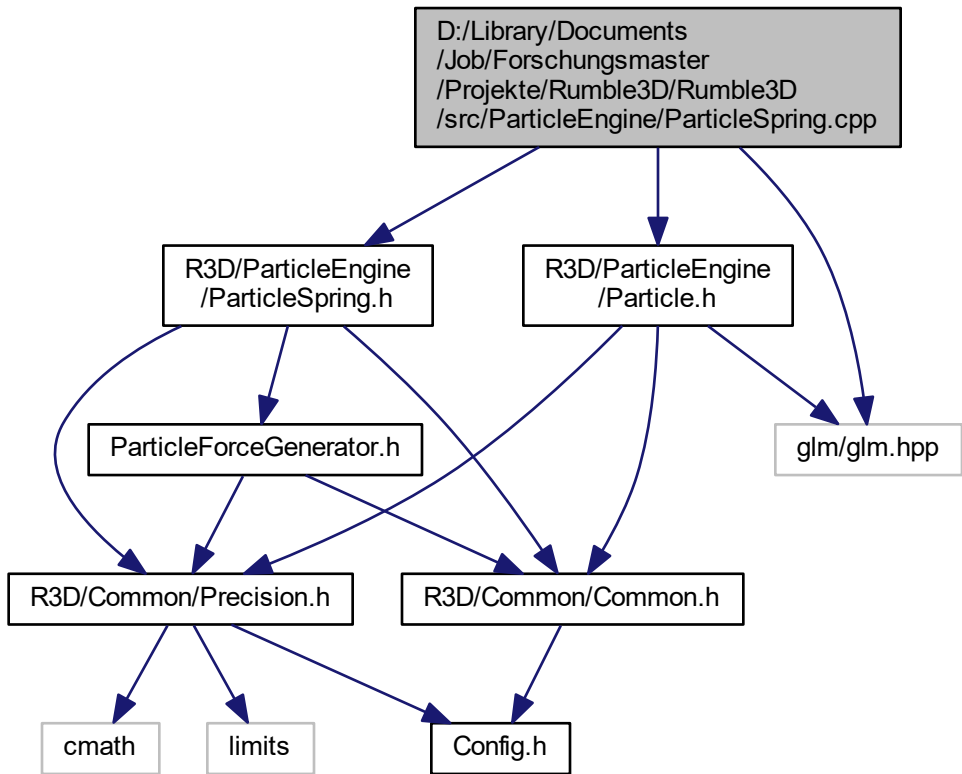 D:/Library/Documents
/Job/Forschungsmaster
/Projekte/Rumble3D/Rumble3D
/src/ParticleEngine/ParticleSpring.cpp
R3D/ParticleEngine
/ParticleSpring.h
R3D/ParticleEngine
/Particle.h
ParticleForceGenerator.h
glm/glm.hpp
R3D/Common/Precision.h
R3D/Common/Common.h
cmath
limits
Config.h